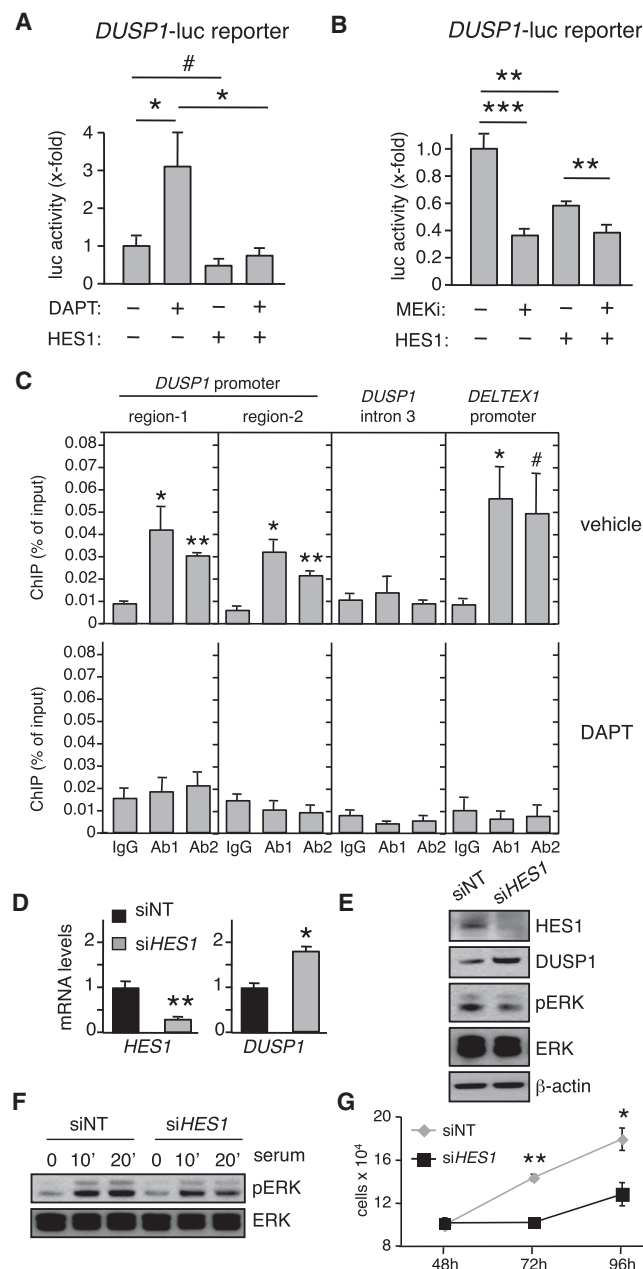 A
DUSP1-luc reporter
#
*
*
luc activity (x-fold)
4
3
2
1
0
DAPT: − + − +
HES1: − − + +
B
DUSP1-luc reporter
**
***
**
luc activity (x-fold)
1.0
0.8
0.6
0.4
0.2
0
MEKi: − + − +
HES1: − − + +
C
DUSP1 promoter
region-1
region-2
DUSP1
intron 3
DELTEX1
promoter
ChIP (% of input)
0.08
0.07
0.06
0.05
0.04
0.03
0.02
0.01
0
*
**
*
**
*
#
vehicle
ChIP (% of input)
0.08
0.07
0.06
0.05
0.04
0.03
0.02
0.01
0
DAPT
IgG Ab1 Ab2 IgG Ab1 Ab2 IgG Ab1 Ab2 IgG Ab1 Ab2
D
siNT
siHES1
mRNA levels
2
1
0
**
HES1
2
1
0
*
DUSP1
E
siNT siHES1
HES1
DUSP1
pERK
ERK
β-actin
F
siNT siHES1
0 10' 20' 0 10' 20' serum
pERK
ERK
G
siNT
siHES1
cells x 10⁴
20
16
12
8
**
*
48h 72h 96h